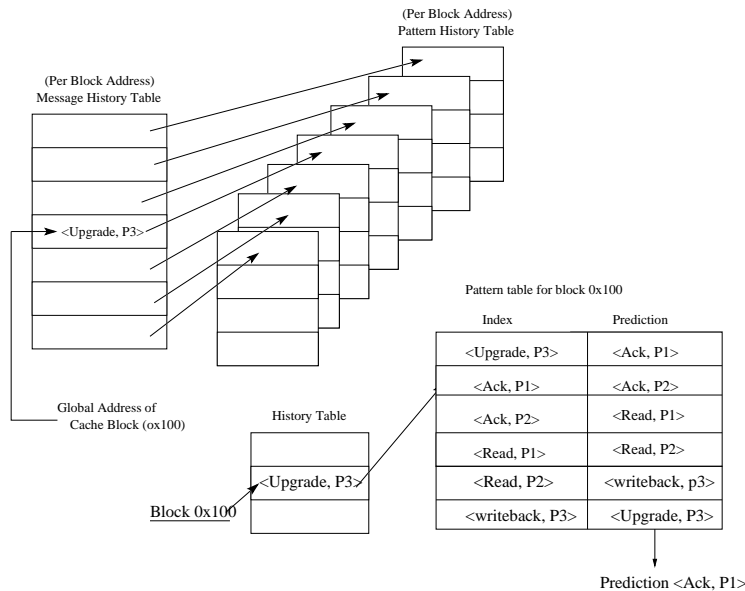 (Per Block Address)
Pattern History Table
(Per Block Address)
Message History Table
<Upgrade, P3>
Global Address of
Cache Block (ox100)
History Table
<Upgrade, P3>
Block 0x100
Pattern table for block 0x100
Index Prediction
<Upgrade, P3> <Ack, P1>
<Ack, P1> <Ack, P2>
<Ack, P2> <Read, P1>
<Read, P1> <Read, P2>
<Read, P2> <writeback, p3>
<writeback, P3> <Upgrade, P3>
Prediction <Ack, P1>